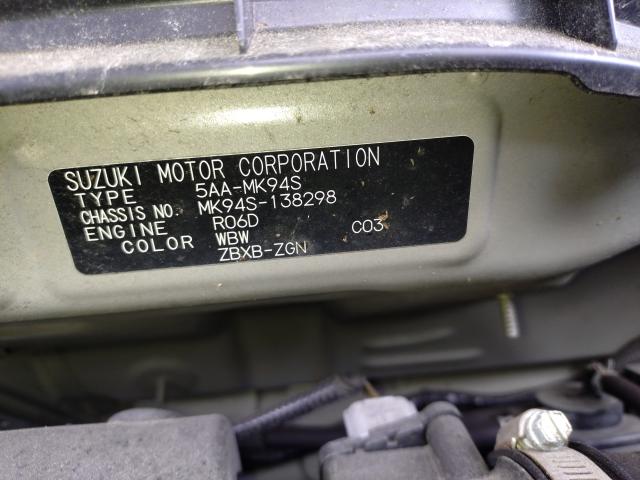 SUZUKI MOTOR CORPORATION
TYPE 5AA-MK94S
CHASSIS NO. MK94S-138298
ENGINE R06D C03
COLOR WBW
ZBXB-ZGN